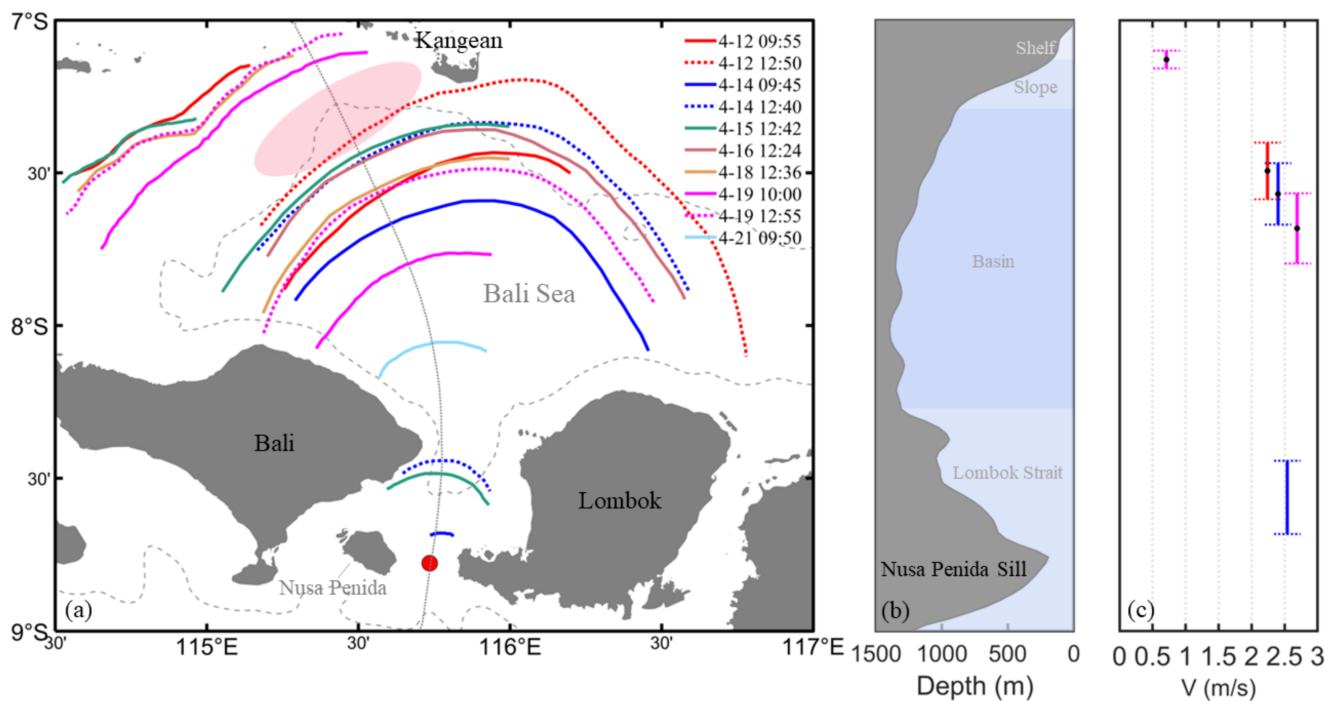 7°S
30'
8°S
30'
9°S
30'
115°E
30'
116°E
30'
117°E
Kangean
Bali Sea
Bali
Lombok
Nusa Penida
(a)
4-12 09:55
4-12 12:50
4-14 09:45
4-14 12:40
4-15 12:42
4-16 12:24
4-18 12:36
4-19 10:00
4-19 12:55
4-21 09:50
Shelf
Slope
Basin
Lombok Strait
Nusa Penida Sill
(b)
1500 1000 500 0
Depth (m)
(c)
0 0.5 1 1.5 2 2.5 3
V (m/s)